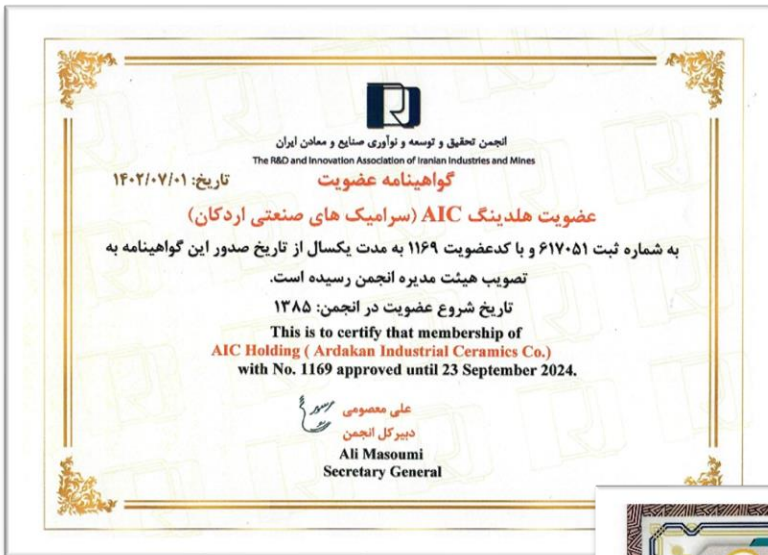 انجمن تحقیق و توسعه و نوآوری صنایع و معادن ایران
The R&D and Innovation Association of Iranian Industries and Mines
گواهینامه عضویت
تاریخ: ۱۴۰۲/۰۷/۰۱
عضویت هلدینگ AIC (سرامیک های صنعتی اردکان)
به شماره ثبت ۶۱۷۰۵۱ و با کدعضویت ۱۱۶۹ به مدت یکسال از تاریخ صدور این گواهینامه به
تصویب هیئت مدیره انجمن رسیده است.
تاریخ شروع عضویت در انجمن: ۱۳۸۵
This is to certify that membership of
AIC Holding ( Ardakan Industrial Ceramics Co.)
with No. 1169 approved until 23 September 2024.
علی معصومی
دبیرکل انجمن
Ali Masoumi
Secretary General